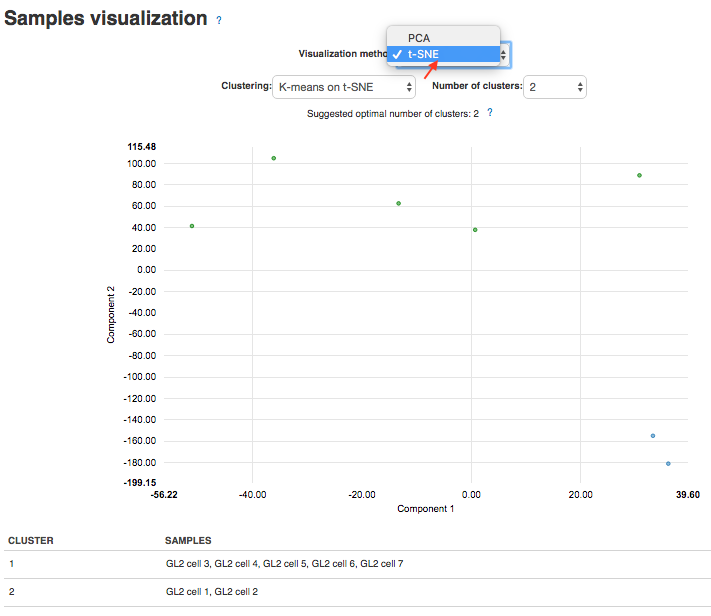 Samples visualization ?
PCA
Visualization metho ✓ t-SNE
Clustering: K-means on t-SNE Number of clusters: 2
Suggested optimal number of clusters: 2 ?
115.48
100.00
80.00
60.00
40.00
20.00
0.00
-20.00
-40.00
-60.00
-80.00
-100.00
-120.00
-140.00
-160.00
-180.00
-199.15
Component 2
-56.22 -40.00 -20.00 0.00 20.00 39.60
Component 1
CLUSTER SAMPLES
1 GL2 cell 3, GL2 cell 4, GL2 cell 5, GL2 cell 6, GL2 cell 7
2 GL2 cell 1, GL2 cell 2